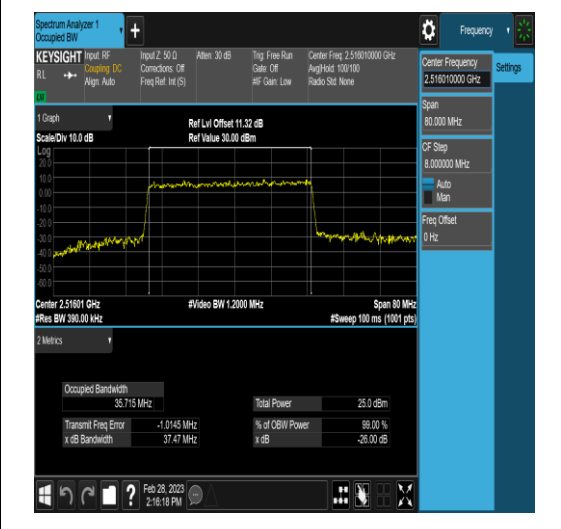 Spectrum Analyzer 1
Occupied BW
+
Frequency
KEYSIGHT
RL
Input: RF
Coupling: DC
Align: Auto
Input Z: 50 Ω
Corrections: Off
Freq Ref: Int (S)
Atten: 30 dB
Trig: Free Run
Gate: Off
#IF Gain: Low
Center Freq: 2.516010000 GHz
Avg|Hold: 100/100
Radio Std: None
1 Graph
Scale/Div 10.0 dB
Ref Lvl Offset 11.32 dB
Ref Value 30.00 dBm
Log
20.0
10.0
0.00
-10.0
-20.0
-30.0
-40.0
-50.0
-60.0
Center 2.51601 GHz
#Res BW 390.00 kHz
#Video BW 1.2000 MHz
Span 80 MHz
#Sweep 100 ms (1001 pts)
2 Metrics
Occupied Bandwidth
35.715 MHz
Transmit Freq Error -1.0145 MHz
x dB Bandwidth 37.47 MHz
Total Power 25.0 dBm
% of OBW Power 99.00 %
x dB -26.00 dB
Center Frequency
2.516010000 GHz
Settings
Span
80.000 MHz
CF Step
8.000000 MHz
Auto
Man
Freq Offset
0 Hz
?
Feb 28, 2023
2:16:18 PM